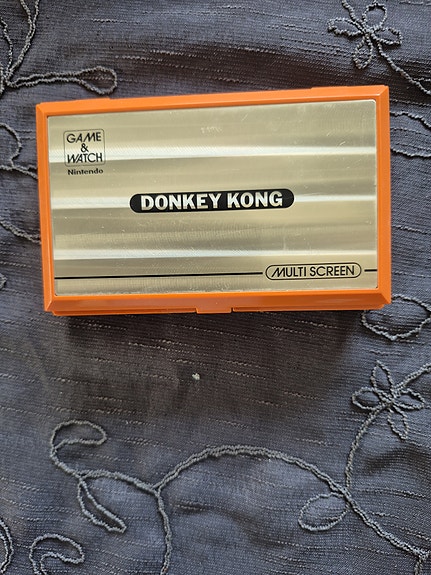 GAME
&
WATCH
Nintendo
DONKEY KONG
MULTI SCREEN